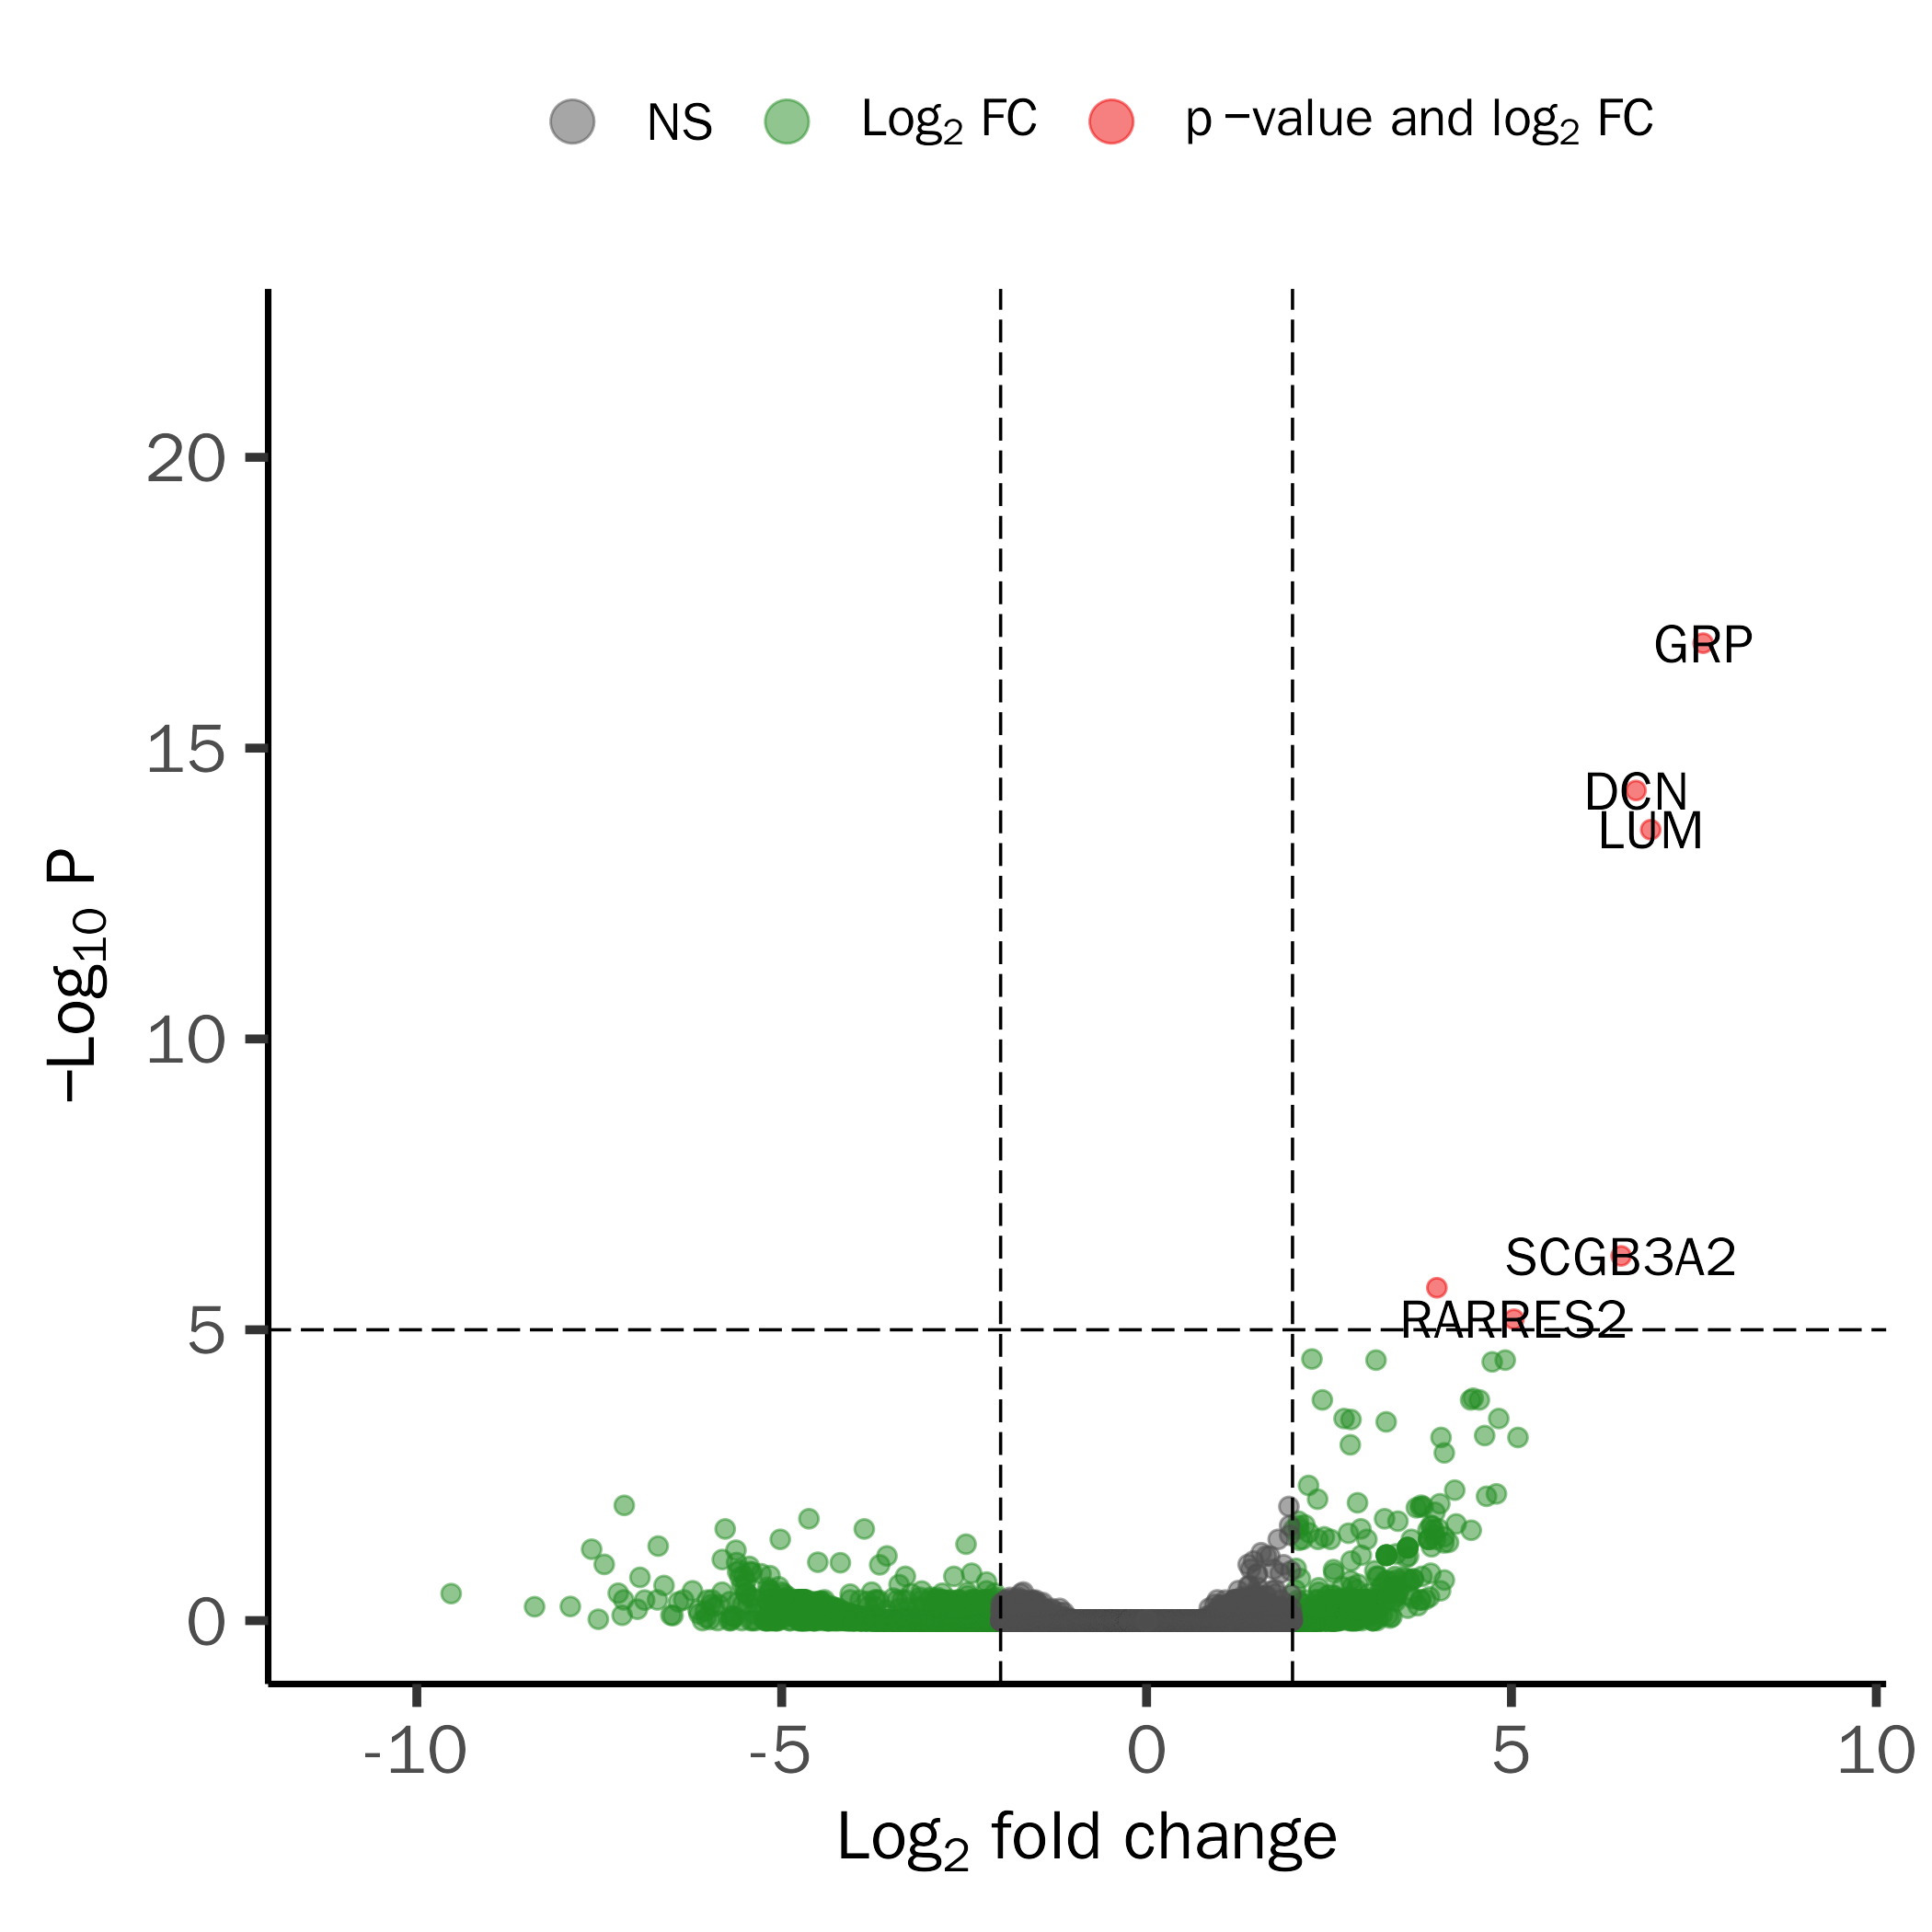 NS Log2 FC p −value and log2 FC
20
15
10
5
0
−Log10 P
GRP
DCN
LUM
SCGB3A2
RARRES2
-10 -5 0 5 10
Log2 fold change